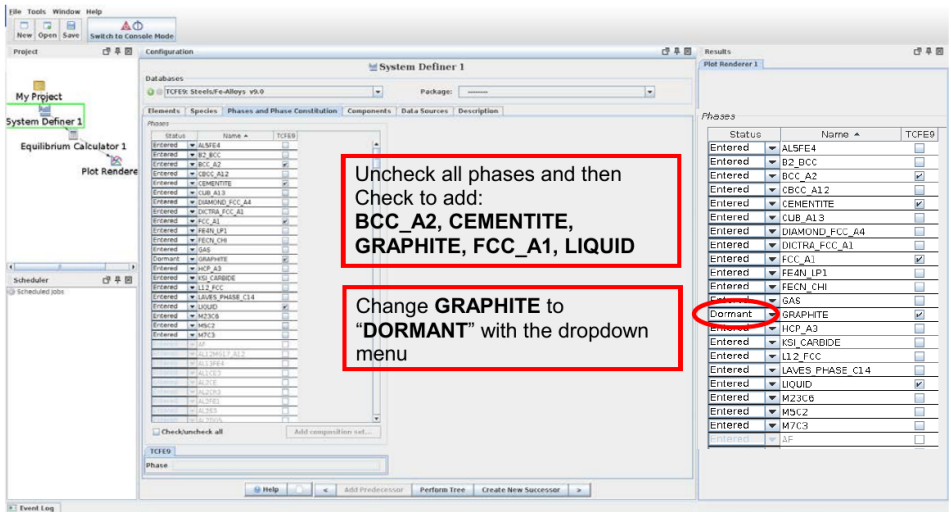 File Tools Window Help
New Open Save Switch to Console Mode
Project
My Project
System Definer 1
Equilibrium Calculator 1
Plot Rendere
Scheduler
Scheduled Jobs
Configuration
System Definer 1
Databases
TCFE9: Steels/Fe-Alloys v9.0 Package: --------
Elements Species Phases and Phase Constitution Components Data Sources Description
Phases
Status Name TCFE9
Entered AL5FE4
Entered B2_BCC
Entered BCC_A2
Entered CBCC_A12
Entered CEMENTITE
Entered CUB_A13
Entered DIAMOND_FCC_A4
Entered DICTRA_FCC_A1
Entered FCC_A1
Entered FE4N_LP1
Entered FECN_CHI
Entered GAS
Dormant GRAPHITE
Entered HCP_A3
Entered KSI_CARBIDE
Entered L12_FCC
Entered LAVES_PHASE_C14
Entered LIQUID
Entered M23C6
Entered M5C2
Entered M7C3
Entered AF
Entered AL12MG17_A12
Entered AL13FE4
Check/uncheck all Add composition set...
TCFE9
Phase
Help < Add Predecessor Perform Tree Create New Successor >
Uncheck all phases and then
Check to add:
BCC_A2, CEMENTITE,
GRAPHITE, FCC_A1, LIQUID
Change GRAPHITE to
“DORMANT” with the dropdown
menu
Results
Plot Renderer 1
Phases
Status Name TCFE9
Entered AL5FE4
Entered B2_BCC
Entered BCC_A2
Entered CBCC_A12
Entered CEMENTITE
Entered CUB_A13
Entered DIAMOND_FCC_A4
Entered DICTRA_FCC_A1
Entered FCC_A1
Entered FE4N_LP1
Entered FECN_CHI
Entered GAS
Dormant GRAPHITE
Entered HCP_A3
Entered KSI_CARBIDE
Entered L12_FCC
Entered LAVES_PHASE_C14
Entered LIQUID
Entered M23C6
Entered M5C2
Entered M7C3
Entered AF
Event Log